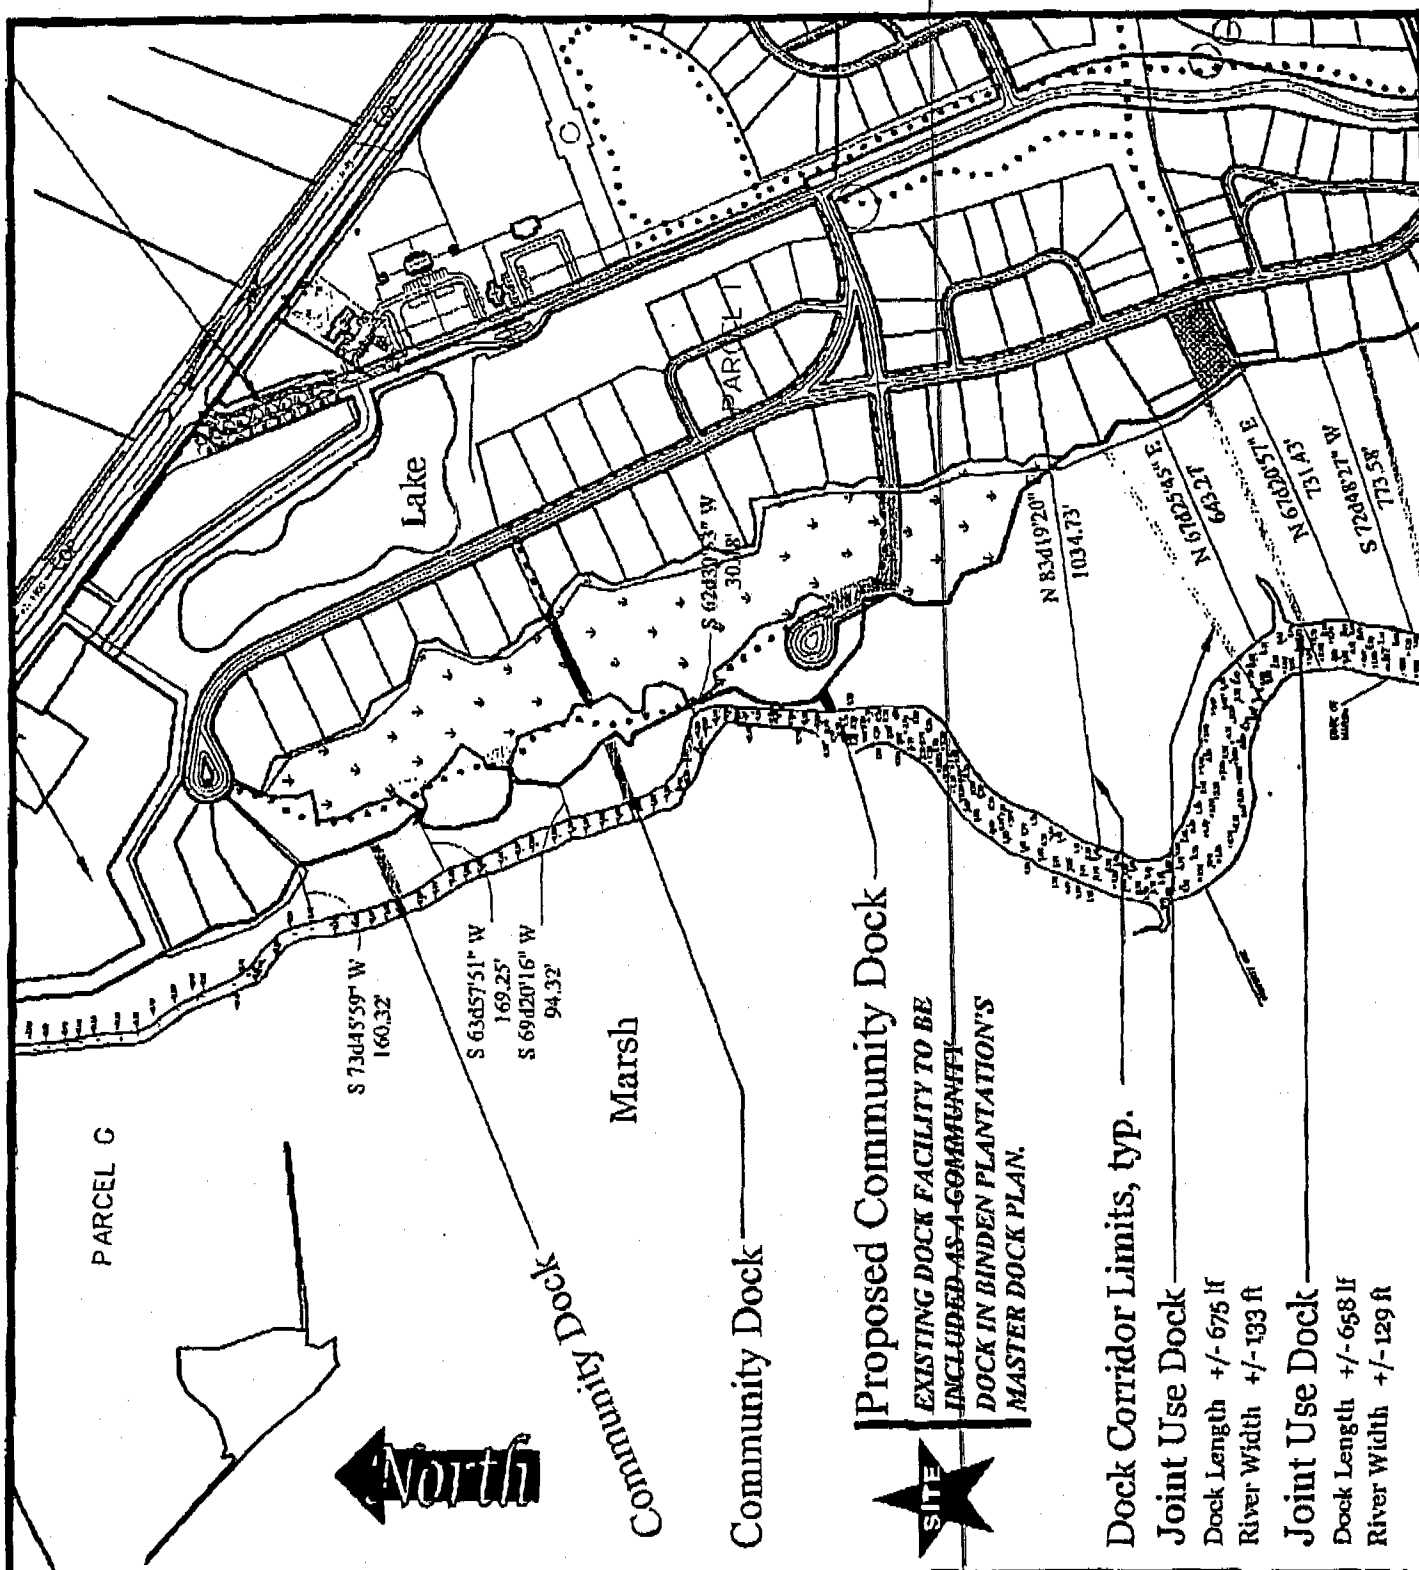 PARCEL G
North
Lake
PARCEL 1
Marsh
S 73d45'59" W
160.32'
S 63d57'51" W
169.25'
S 69d20'16" W
94.32'
S 62d30'53" W
N 83d19'20" E
1034.73'
N 67d25'45" E.
643.27'
N 67d20'57" E
S 72d48'27" W
773.58'
Community Dock
Community Dock
Proposed Community Dock
EXISTING DOCK FACILITY TO BE
INCLUDED AS A COMMUNITY
DOCK IN BINDEN PLANTATION'S
MASTER DOCK PLAN.
SITE
Dock Corridor Limits, typ.
Joint Use Dock
Dock Length +/- 675 lf
River Width +/-133 ft
Joint Use Dock
Dock Length +/-658 lf
River Width +/-129 ft